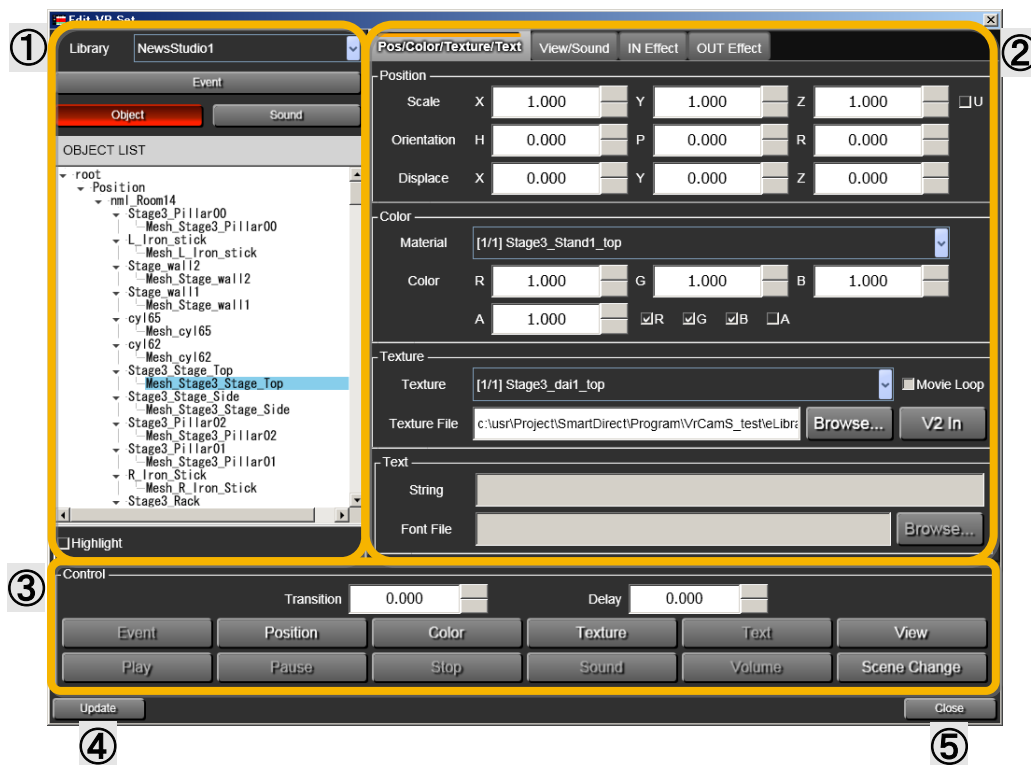 Edit VR Set
①
Library NewsStudio1
Event
Object Sound
OBJECT LIST
root
Position
nml_Room14
Stage3_Pillar00
Mesh_Stage3_Pillar00
L_Iron_stick
Mesh_L_Iron_stick
Stage_wall2
Mesh_Stage_wall2
Stage_wall1
Mesh_Stage_wall1
cyl65
Mesh_cyl65
cyl62
Mesh_cyl62
Stage3_Stage_Top
Mesh_Stage3_Stage_Top
Stage3_Stage_Side
Mesh_Stage3_Stage_Side
Stage3_Pillar02
Mesh_Stage3_Pillar02
Stage3_Pillar01
Mesh_Stage3_Pillar01
R_Iron_Stick
Mesh_R_Iron_Stick
Stage3_Rack
Highlight
②
Pos/Color/Texture/Text View/Sound IN Effect OUT Effect
Position
Scale X 1.000 Y 1.000 Z 1.000 U
Orientation H 0.000 P 0.000 R 0.000
Displace X 0.000 Y 0.000 Z 0.000
Color
Material [1/1] Stage3_Stand1_top
Color R 1.000 G 1.000 B 1.000
A 1.000 R G B A
Texture
Texture [1/1] Stage3_dai1_top Movie Loop
Texture File c:\usr\Project\SmartDirect\Program\VrCamS_test\eLibra Browse... V2 In
Text
String
Font File Browse...
③
Control
Transition 0.000 Delay 0.000
Event Position Color Texture Text View
Play Pause Stop Sound Volume Scene Change
Update Close
④ ⑤